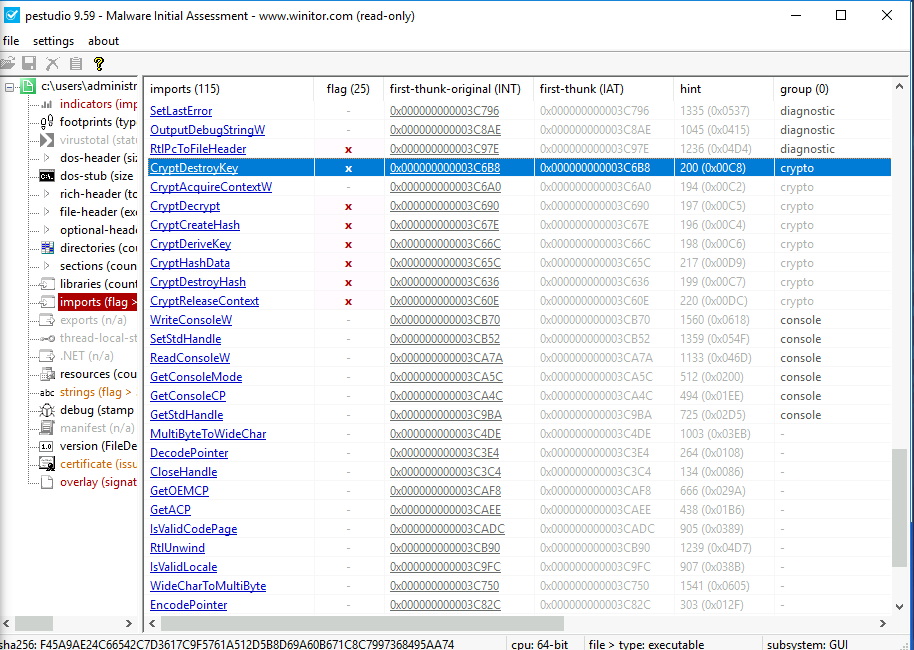 pestudio 9.59 - Malware Initial Assessment - www.winitor.com (read-only)
file settings about
c:\users\administr
indicators (imp
footprints (type
virustotal (statu
dos-header (siz
dos-stub (size
rich-header (to
file-header (exe
optional-heade
directories (cou
sections (coun
libraries (count
imports (flag >
exports (n/a)
thread-local-st
.NET (n/a)
resources (cou
abc strings (flag >
debug (stamp
manifest (n/a)
1.0 version (FileDe
certificate (issu
overlay (signat
imports (115) flag (25) first-thunk-original (INT) first-thunk (IAT) hint group (0)
SetLastError - 0x000000000003C796 0x000000000003C796 1335 (0x0537) diagnostic
OutputDebugStringW - 0x000000000003C8AE 0x000000000003C8AE 1045 (0x0415) diagnostic
RtlPcToFileHeader x 0x000000000003C97E 0x000000000003C97E 1236 (0x04D4) diagnostic
CryptDestroyKey x 0x000000000003C6B8 0x000000000003C6B8 200 (0x00C8) crypto
CryptAcquireContextW - 0x000000000003C6A0 0x000000000003C6A0 194 (0x00C2) crypto
CryptDecrypt x 0x000000000003C690 0x000000000003C690 197 (0x00C5) crypto
CryptCreateHash x 0x000000000003C67E 0x000000000003C67E 196 (0x00C4) crypto
CryptDeriveKey x 0x000000000003C66C 0x000000000003C66C 198 (0x00C6) crypto
CryptHashData x 0x000000000003C65C 0x000000000003C65C 217 (0x00D9) crypto
CryptDestroyHash x 0x000000000003C636 0x000000000003C636 199 (0x00C7) crypto
CryptReleaseContext x 0x000000000003C60E 0x000000000003C60E 220 (0x00DC) crypto
WriteConsoleW - 0x000000000003CB70 0x000000000003CB70 1560 (0x0618) console
SetStdHandle - 0x000000000003CB52 0x000000000003CB52 1359 (0x054F) console
ReadConsoleW - 0x000000000003CA7A 0x000000000003CA7A 1133 (0x046D) console
GetConsoleMode - 0x000000000003CA5C 0x000000000003CA5C 512 (0x0200) console
GetConsoleCP - 0x000000000003CA4C 0x000000000003CA4C 494 (0x01EE) console
GetStdHandle - 0x000000000003C9BA 0x000000000003C9BA 725 (0x02D5) console
MultiByteToWideChar - 0x000000000003C4DE 0x000000000003C4DE 1003 (0x03EB) -
DecodePointer - 0x000000000003C3E4 0x000000000003C3E4 264 (0x0108) -
CloseHandle - 0x000000000003C3C4 0x000000000003C3C4 134 (0x0086) -
GetOEMCP - 0x000000000003CAF8 0x000000000003CAF8 666 (0x029A) -
GetACP - 0x000000000003CAEE 0x000000000003CAEE 438 (0x01B6) -
IsValidCodePage - 0x000000000003CADC 0x000000000003CADC 905 (0x0389) -
RtlUnwind - 0x000000000003CB90 0x000000000003CB90 1239 (0x04D7) -
IsValidLocale - 0x000000000003C9FC 0x000000000003C9FC 907 (0x038B) -
WideCharToMultiByte - 0x000000000003C750 0x000000000003C750 1541 (0x0605) -
EncodePointer - 0x000000000003C82C 0x000000000003C82C 303 (0x012F) -
sha256: F45A9AE24C66542C7D3617C9F5761A512D5B8D69A60B671C8C7997368495AA74 cpu: 64-bit file > type: executable subsystem: GUI